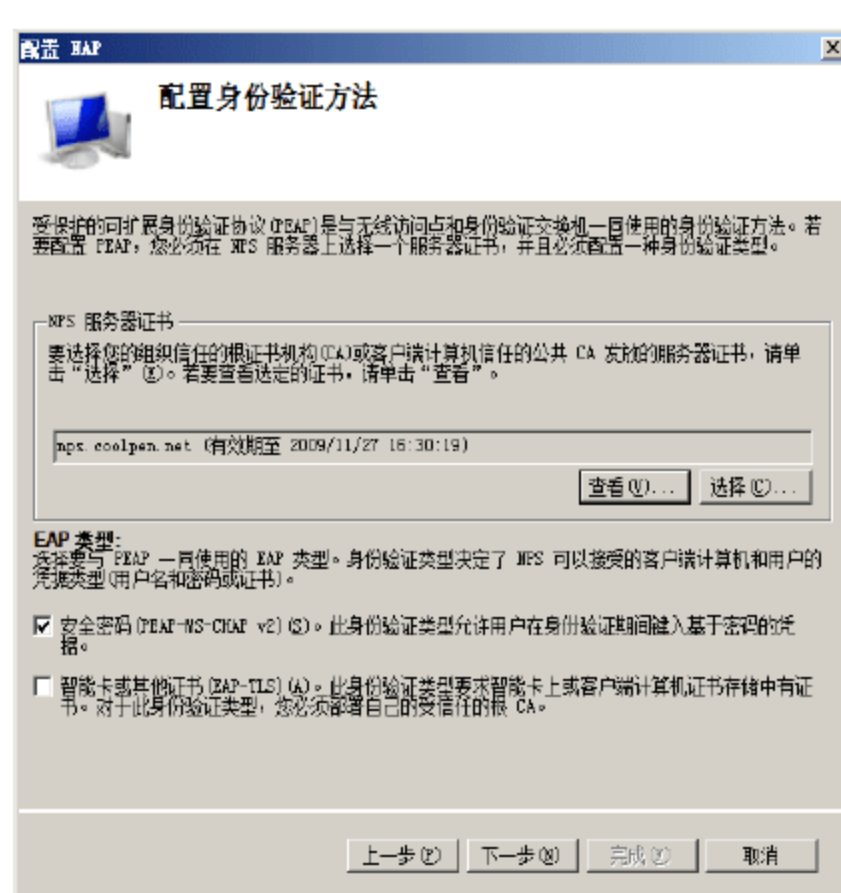 配置 NAP
配置身份验证方法
受保护的可扩展身份验证协议(PEAP)是与无线访问点和身份验证交换机一同使用的身份验证方法。若
要配置 PEAP，您必须在 NPS 服务器上选择一个服务器证书，并且必须配置一种身份验证类型。
NPS 服务器证书
要选择您的组织信任的根证书机构(CA)或客户端计算机信任的公共 CA 发放的服务器证书，请单
击“选择”(X)。若要查看选定的证书，请单击“查看”。
nps.coolpen.net (有效期至 2009/11/27 16:30:19)
查看(V)... 选择(C)...
EAP 类型:
选择要与 PEAP 一同使用的 EAP 类型。身份验证类型决定了 NPS 可以接受的客户端计算机和用户的
凭据类型(用户名和密码或证书)。
安全密码(PEAP-MS-CHAP v2)(S)。此身份验证类型允许用户在身份验证期间键入基于密码的凭
据。
智能卡或其他证书(EAP-TLS)(A)。此身份验证类型要求智能卡上或客户端计算机证书存储中有证
书。对于此身份验证类型，您必须部署自己的受信任的根 CA。
上一步(P) 下一步(N) 完成(F) 取消